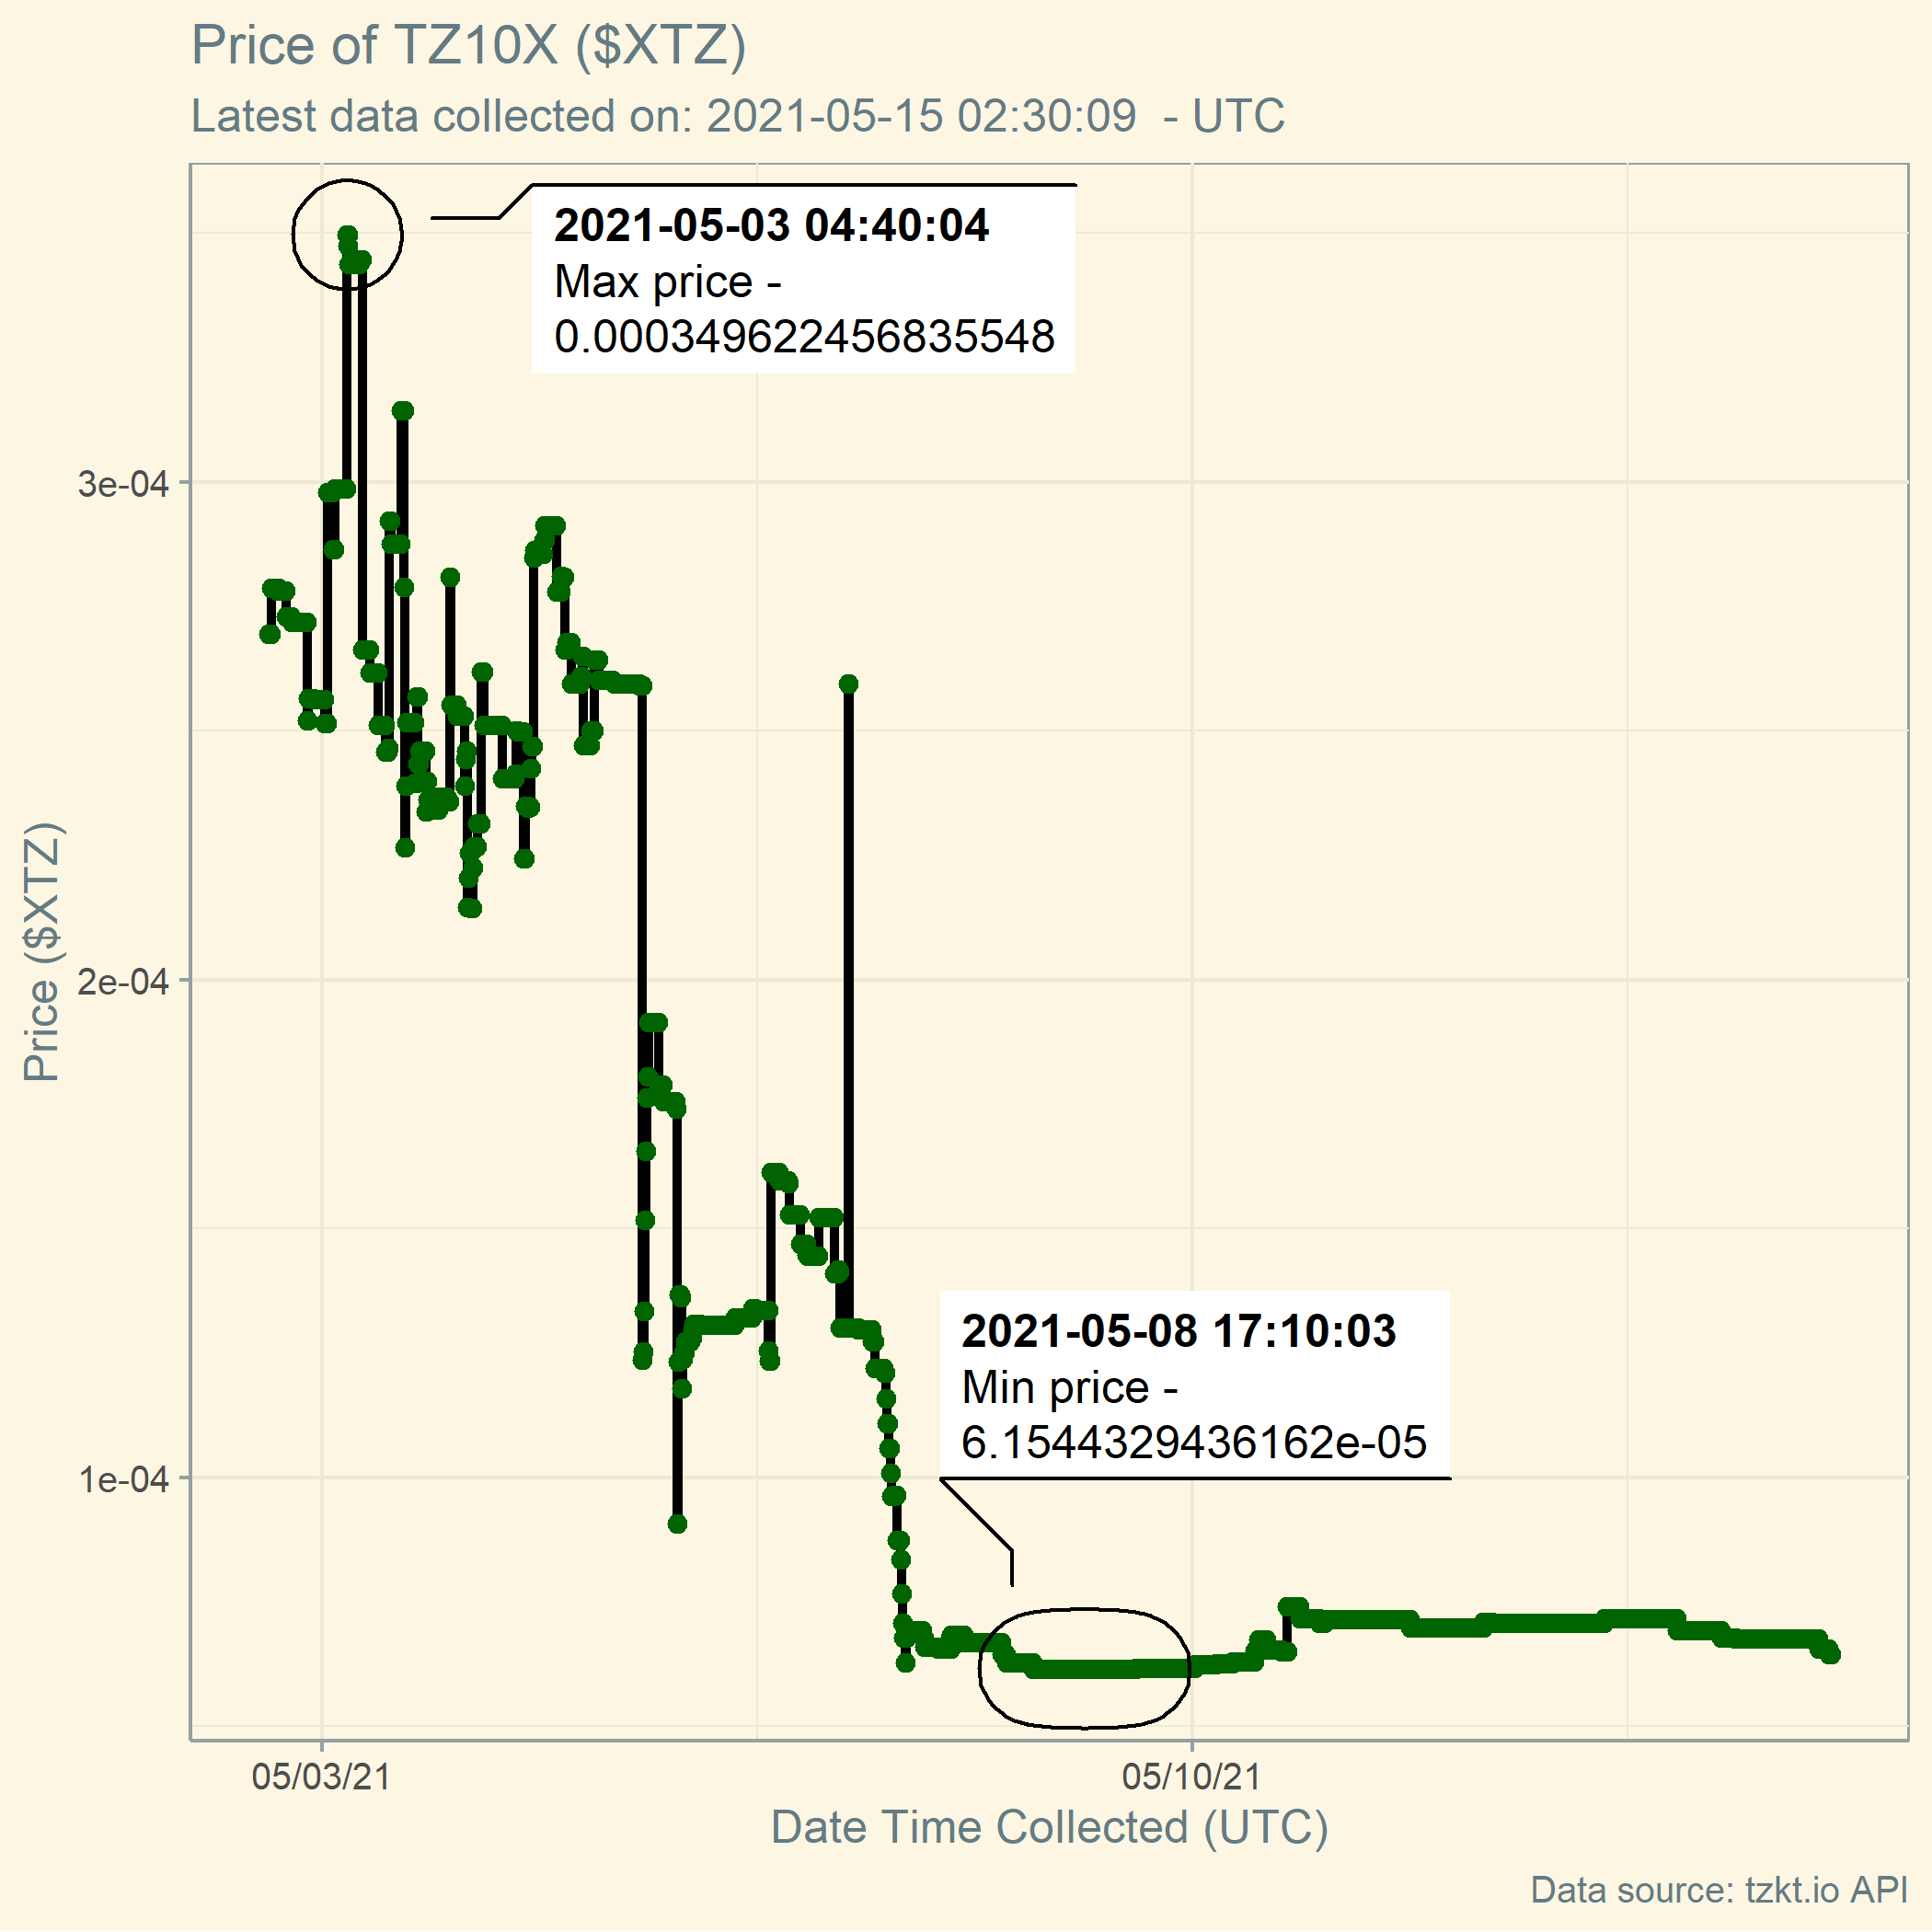 Price of TZ10X ($XTZ)
Latest data collected on: 2021-05-15 02:30:09  - UTC
2021-05-03 04:40:04
Max price -
0.000349622456835548
3e-04
Price ($XTZ)
2e-04
2021-05-08 17:10:03
Min price -
6.1544329436162e-05
1e-04
05/03/21
05/10/21
Date Time Collected (UTC)
Data source: tzkt.io API